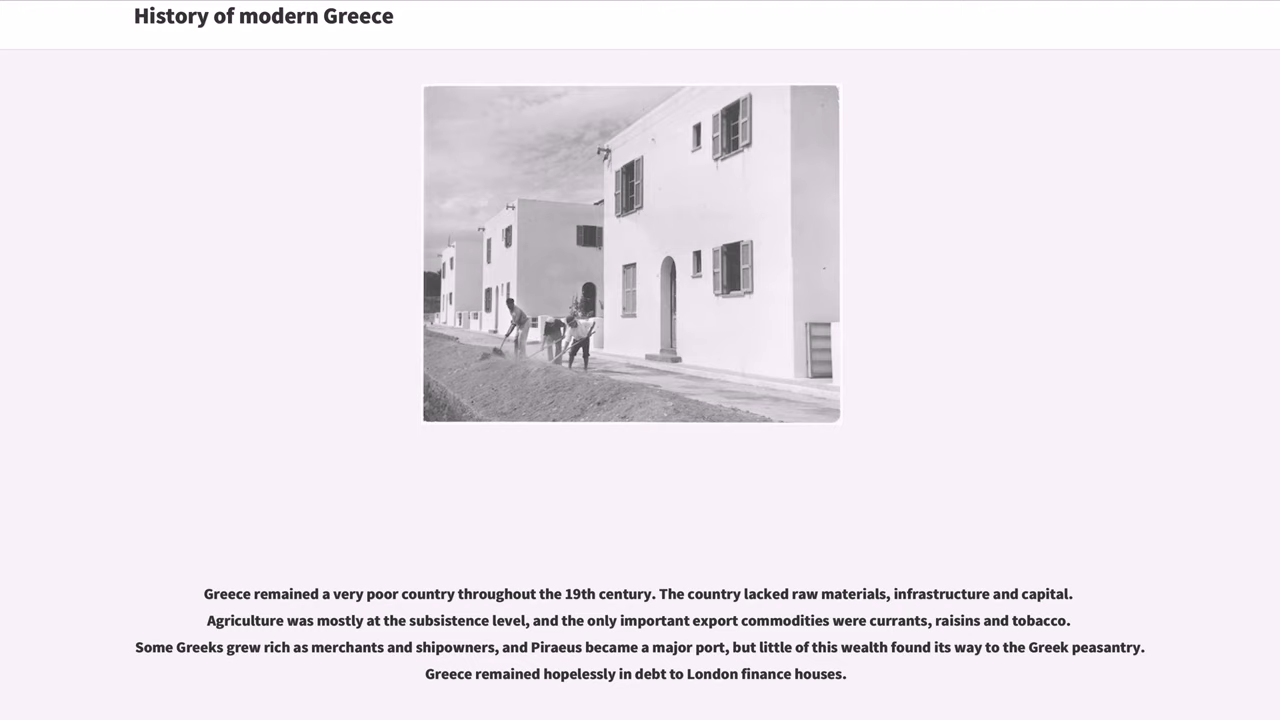 History of modern Greece
Greece remained a very poor country throughout the 19th century. The country lacked raw materials, infrastructure and capital.
Agriculture was mostly at the subsistence level, and the only important export commodities were currants, raisins and tobacco.
Some Greeks grew rich as merchants and shipowners, and Piraeus became a major port, but little of this wealth found its way to the Greek peasantry.
Greece remained hopelessly in debt to London finance houses.